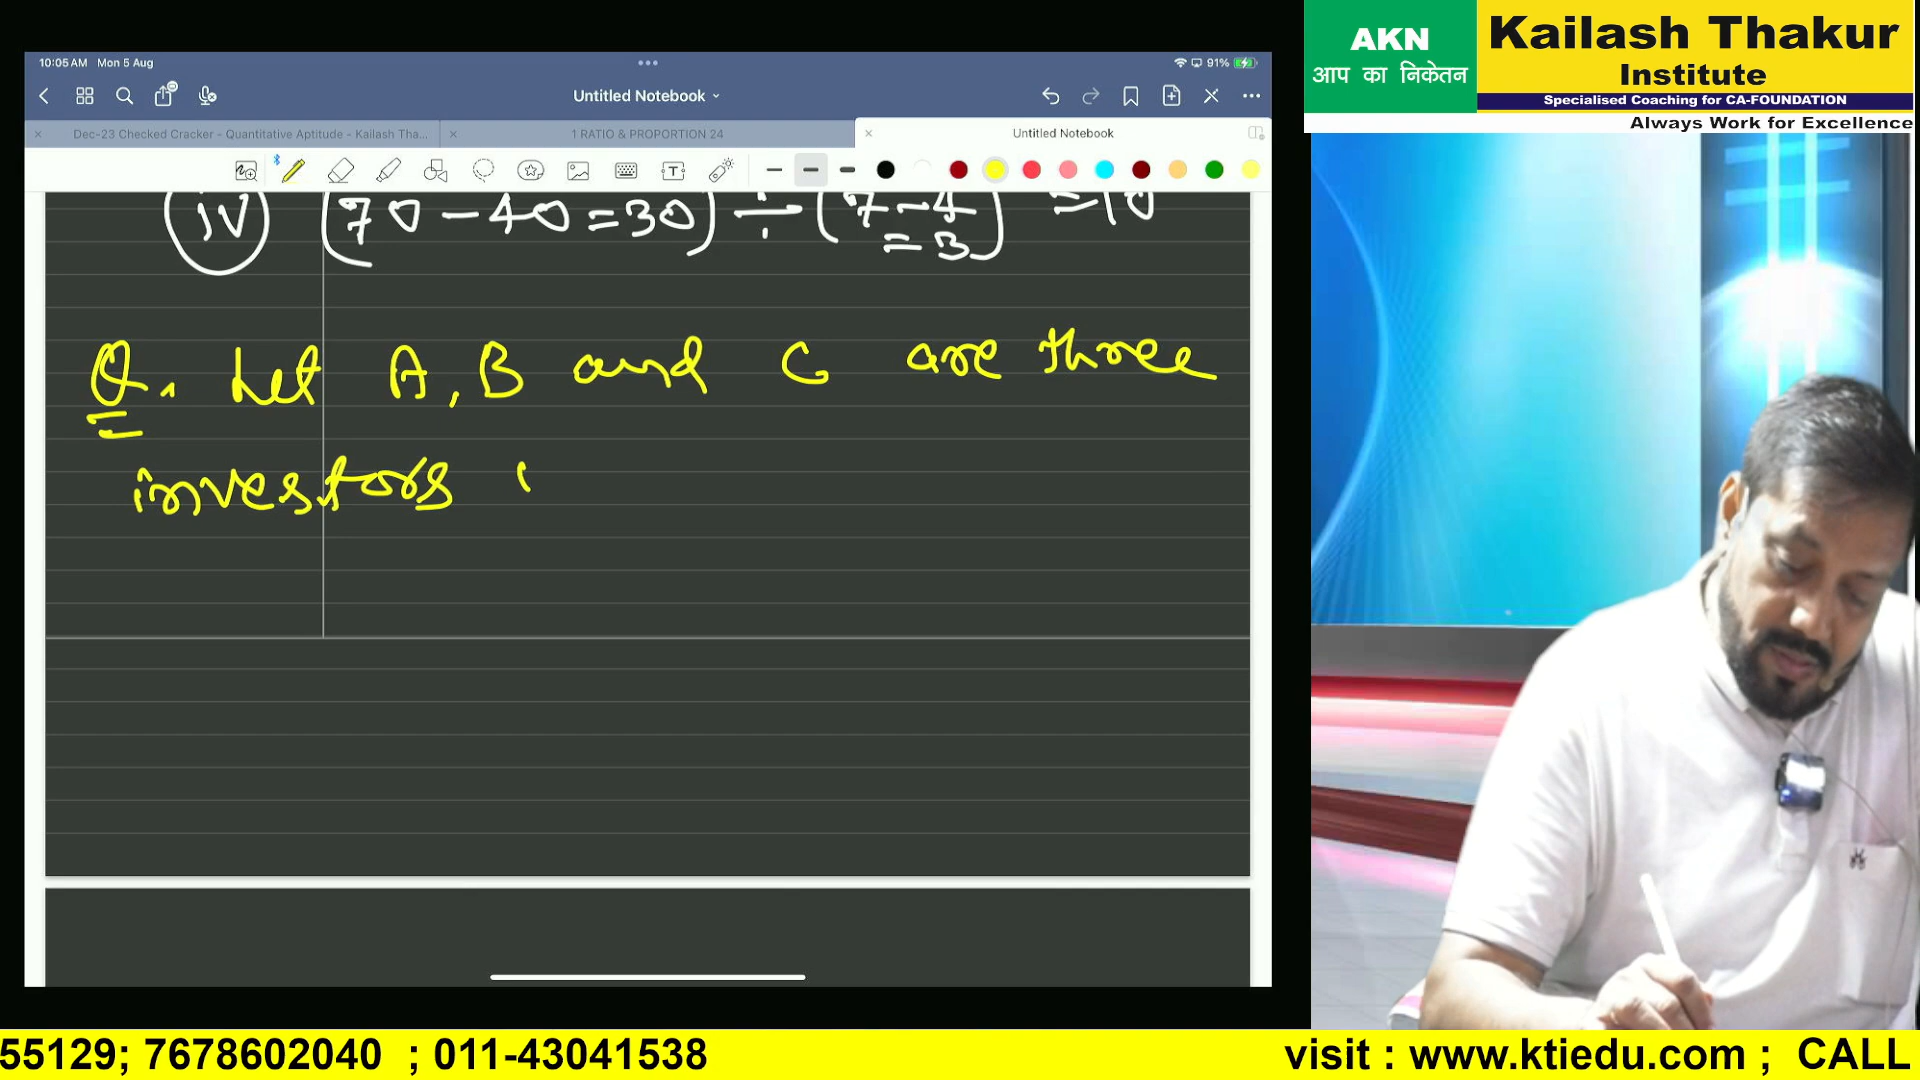 10:05 AM Mon 5 Aug
91%
Untitled Notebook
Dec-23 Checked Cracker - Quantitative Aptitude - Kailash Tha...
1 RATIO & PROPORTION 24
Untitled Notebook
iv) (70-40=30) ÷ (7-4 =10
=3)
Q. Let A, B and C are three
investors
AKN
आप का निकेतन
Kailash Thakur
Institute
Specialised Coaching for CA-FOUNDATION
Always Work for Excellence
55129; 7678602040 ; 011-43041538
visit : www.ktiedu.com ; CALL